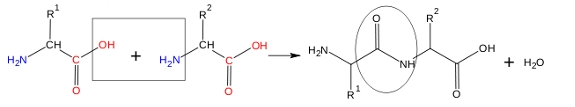 R1 R2 O R2
H2N CH C OH + H2N CH C OH H2N NH OH + H2O
O O R1 O